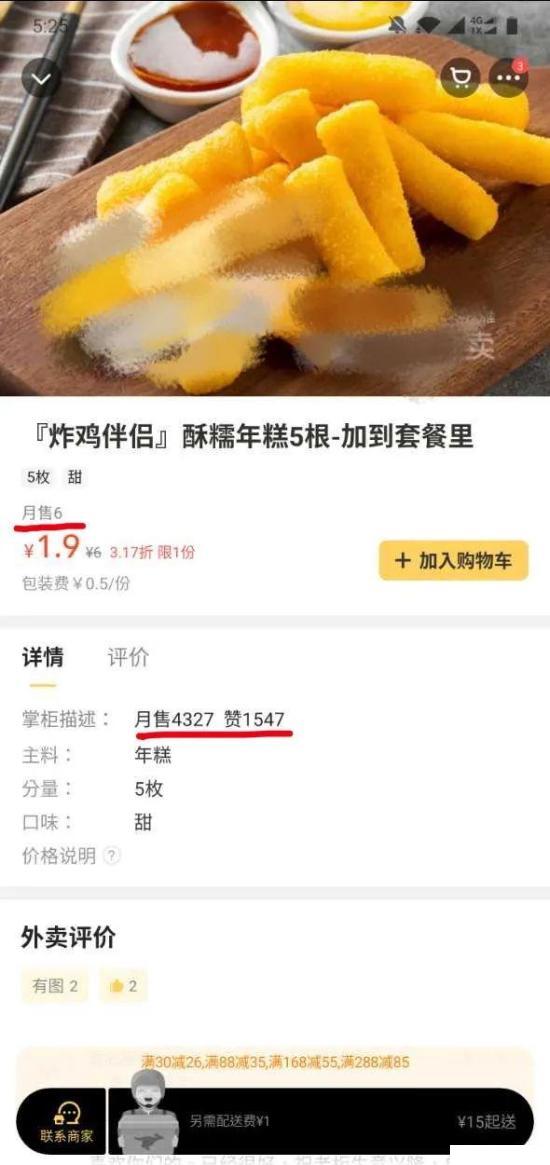 5:25
4G
1X
3
卖
『炸鸡伴侣』酥糯年糕5根-加到套餐里
5枚 甜
月售6
¥1.9 ¥6 3.17折 限1份
+ 加入购物车
包装费¥0.5/份
详情 评价
掌柜描述： 月售4327 赞1547
主料： 年糕
分量： 5枚
口味： 甜
价格说明 ?
外卖评价
有图 2 2
满30减26,满88减35,满168减55,满288减85
另需配送费¥1 ¥15起送
联系商家